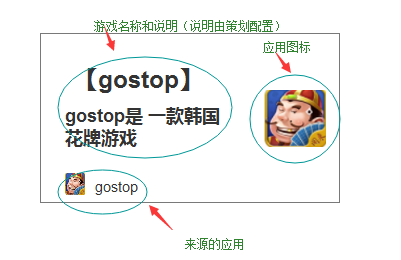 游戏名称和说明（说明由策划配置）
应用图标
【gostop】
gostop是 一款韩国
花牌游戏
gostop
来源的应用